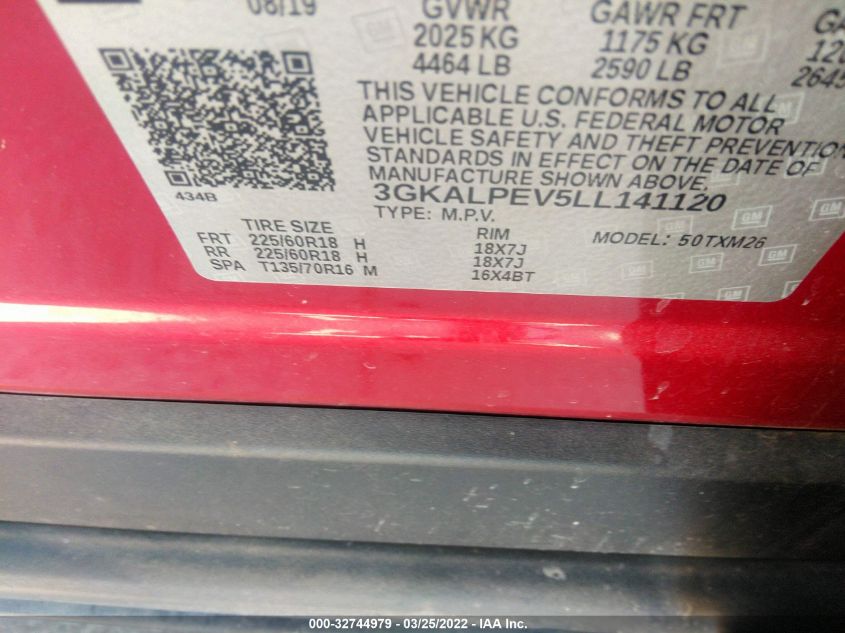 08/19 GVWR GAWR FRT
2025 KG 1175 KG
4464 LB 2590 LB 2645
THIS VEHICLE CONFORMS TO ALL
APPLICABLE U.S. FEDERAL MOTOR
VEHICLE SAFETY AND THEFT PREVENTION
STANDARDS IN EFFECT ON THE DATE OF
MANUFACTURE SHOWN ABOVE.
434B 3GKALPEV5LL141120
TYPE: M.P.V.
TIRE SIZE RIM MODEL: 50TXM26
FRT 225/60R18 H 18X7J
RR 225/60R18 H 18X7J
SPA T135/70R16 M 16X4BT
GM
000-32744979 - 03/25/2022 - IAA Inc.